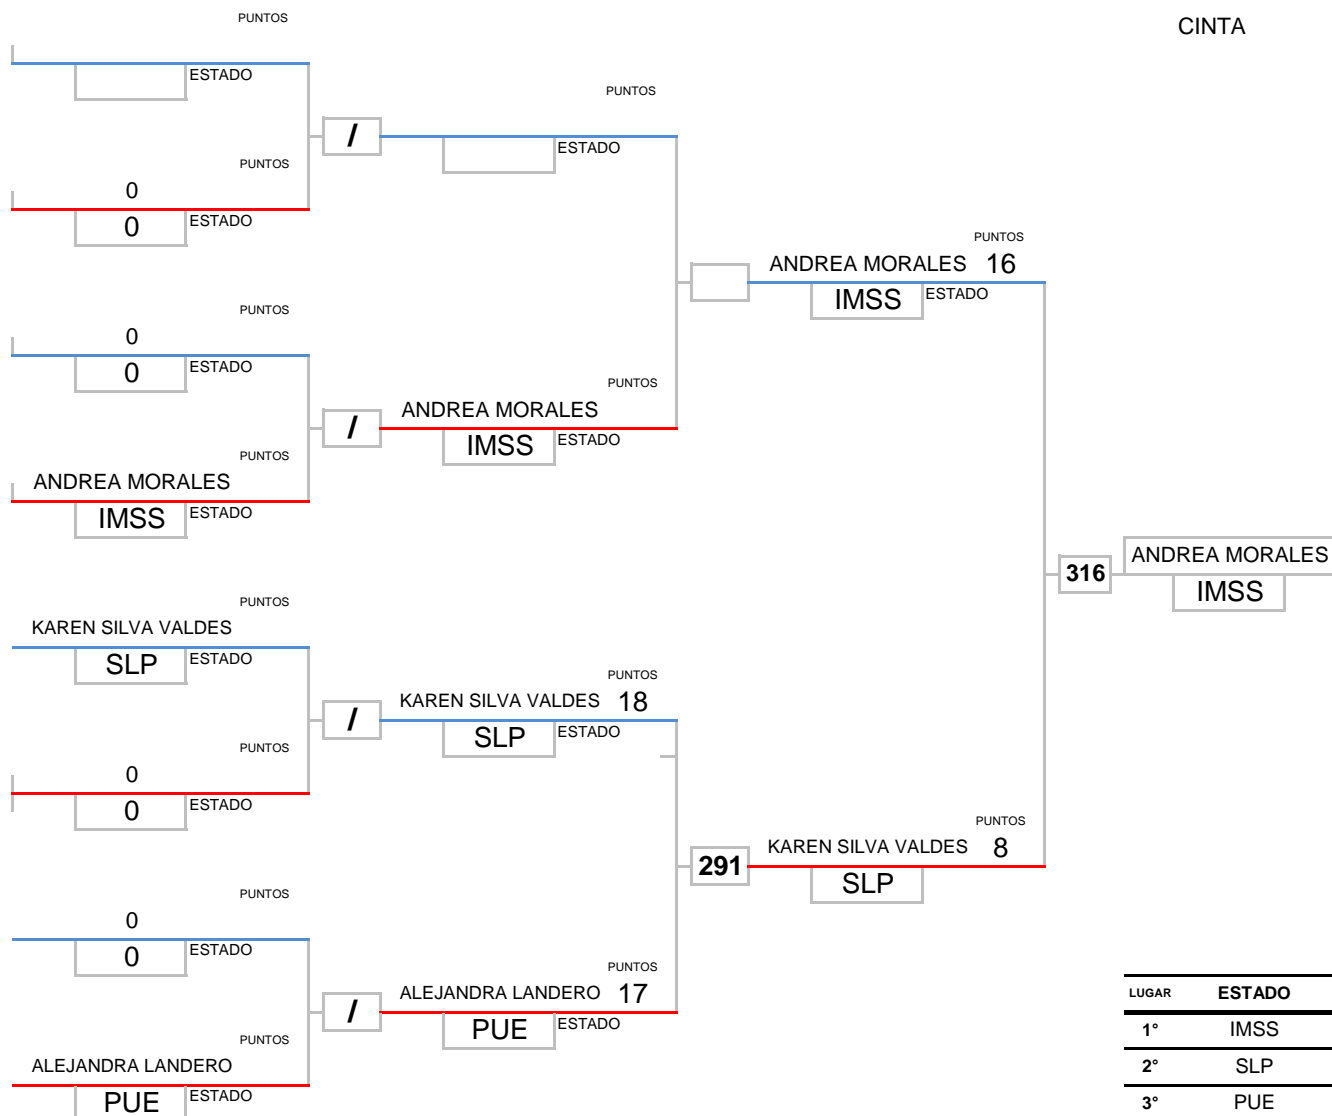 PUNTOS
CINTA
ESTADO
PUNTOS
/
ESTADO
PUNTOS
0
0
ESTADO
PUNTOS
ANDREA MORALES 16
IMSS
ESTADO
PUNTOS
0
0
ESTADO
PUNTOS
/
ANDREA MORALES
IMSS
ESTADO
PUNTOS
ANDREA MORALES
IMSS
ESTADO
316
ANDREA MORALES
IMSS
PUNTOS
KAREN SILVA VALDES
SLP
ESTADO
PUNTOS
/
KAREN SILVA VALDES 18
SLP
ESTADO
PUNTOS
0
0
ESTADO
PUNTOS
291
KAREN SILVA VALDES 8
SLP
PUNTOS
0
0
ESTADO
PUNTOS
/
ALEJANDRA LANDERO 17
PUE
ESTADO
PUNTOS
ALEJANDRA LANDERO
PUE
ESTADO
LUGAR ESTADO
1° IMSS
2° SLP
3° PUE